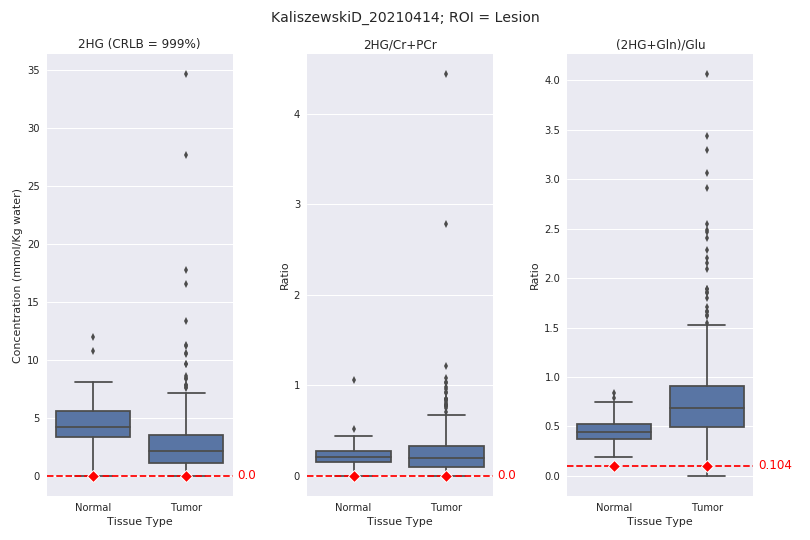 KaliszewskiD_20210414; ROI = Lesion
2HG (CRLB = 999%)
Concentration (mmol/Kg water)
35
30
25
20
15
10
5
0
0.0
Normal
Tumor
Tissue Type
2HG/Cr+PCr
Ratio
4
3
2
1
0
0.0
Normal
Tumor
Tissue Type
(2HG+Gln)/Glu
Ratio
4.0
3.5
3.0
2.5
2.0
1.5
1.0
0.5
0.0
0.104
Normal
Tumor
Tissue Type